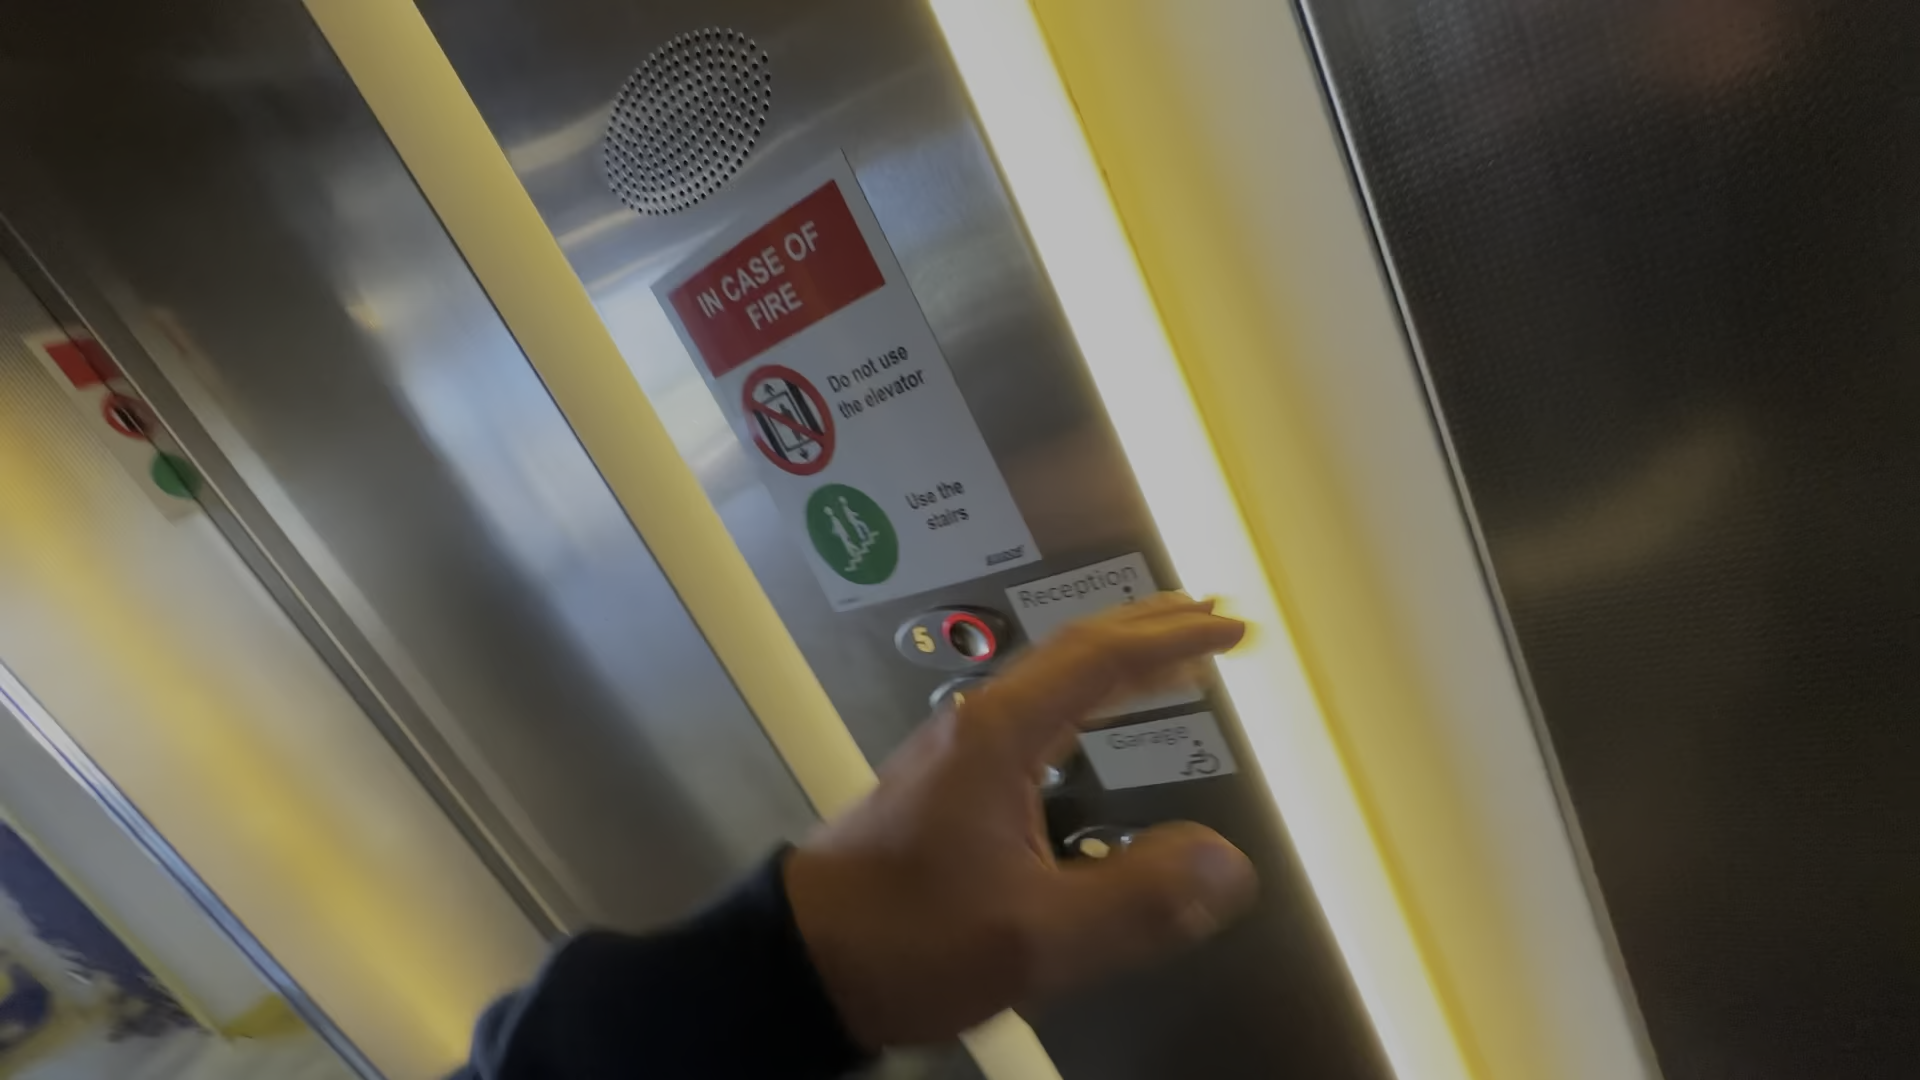 IN CASE OF
FIRE
Do not use
the elevator
Use the
stairs
Reception
5
Garage